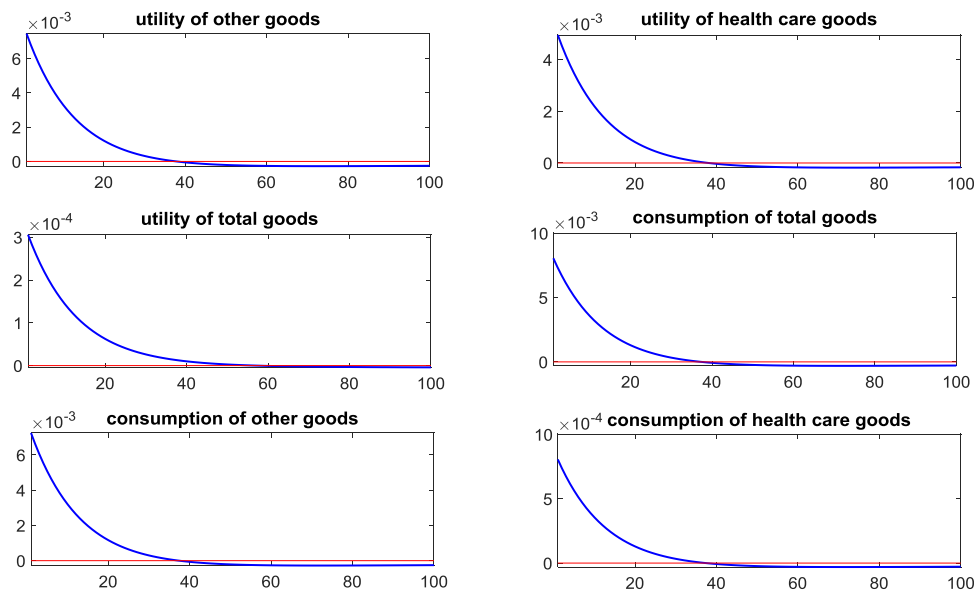 ×10-3
utility of other goods
6
4
2
0
20 40 60 80 100
×10-3
utility of health care goods
4
2
0
20 40 60 80 100
×10-4
utility of total goods
3
2
1
0
20 40 60 80 100
×10-3
consumption of total goods
10
5
0
20 40 60 80 100
×10-3
consumption of other goods
6
4
2
0
20 40 60 80 100
×10-4
consumption of health care goods
10
5
0
20 40 60 80 100